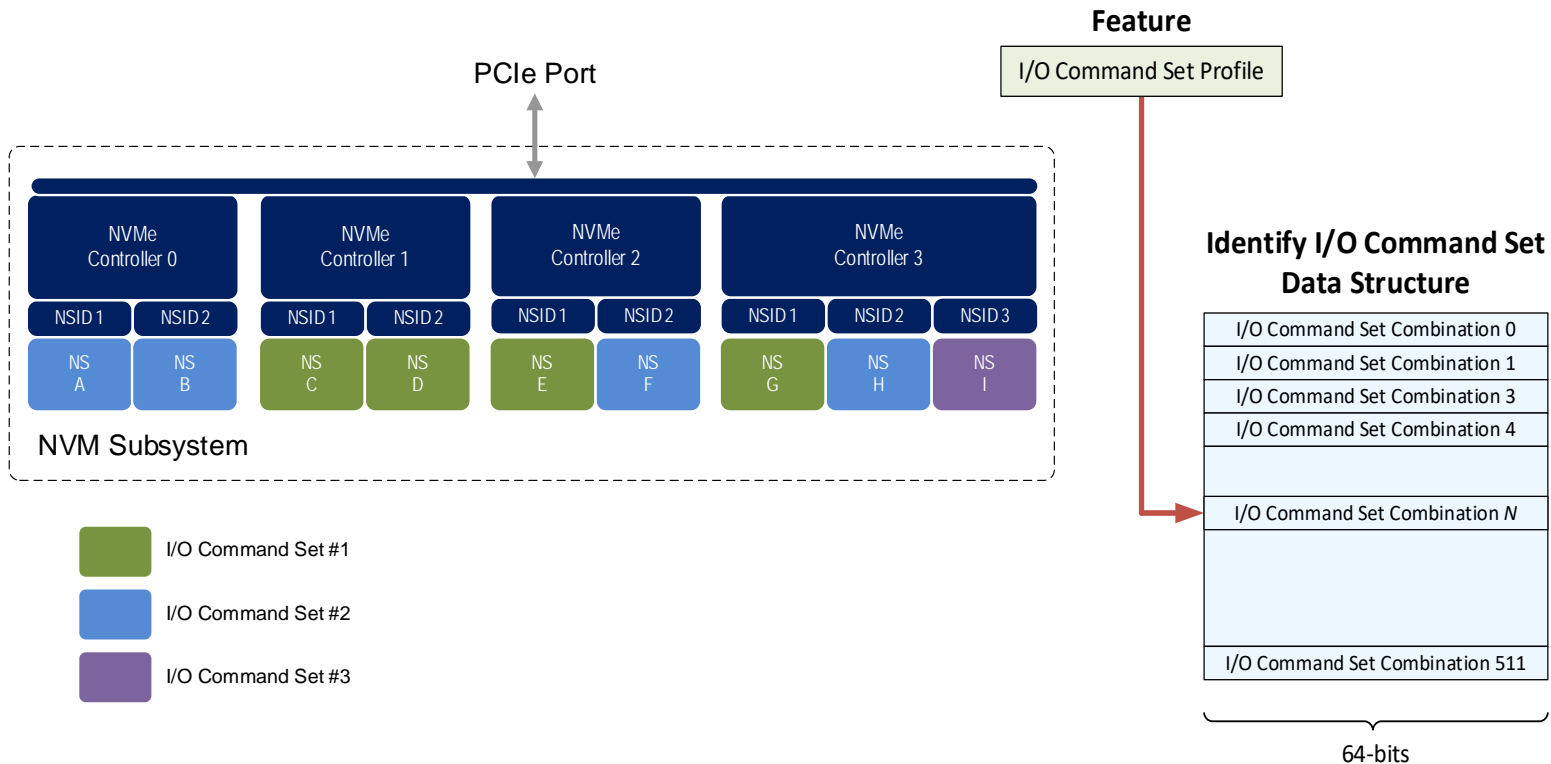 Feature
I/O Command Set Profile
PCIe Port
NVMe
Controller 0
NVMe
Controller 1
NVMe
Controller 2
NVMe
Controller 3
NSID 1
NSID 2
NSID 1
NSID 2
NSID 1
NSID 2
NSID 1
NSID 2
NSID 3
NS
A
NS
B
NS
C
NS
D
NS
E
NS
F
NS
G
NS
H
NS
I
NVM Subsystem
I/O Command Set #1
I/O Command Set #2
I/O Command Set #3
Identify I/O Command Set
Data Structure
I/O Command Set Combination 0
I/O Command Set Combination 1
I/O Command Set Combination 3
I/O Command Set Combination 4
I/O Command Set Combination N
I/O Command Set Combination 511
64-bits